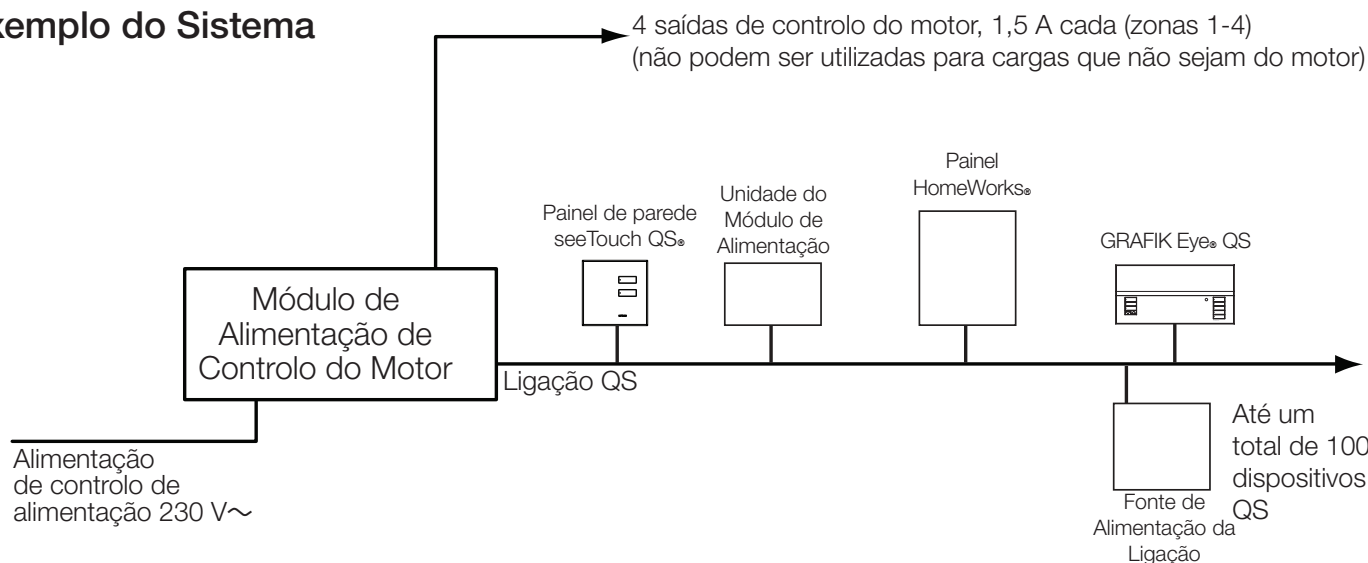 xemplo do Sistema
4 saídas de controlo do motor, 1,5 A cada (zonas 1-4)
(não podem ser utilizadas para cargas que não sejam do motor)
Painel de parede
seeTouch QS®
Unidade do
Módulo de
Alimentação
Painel
HomeWorks®
GRAFIK Eye® QS
Módulo de
Alimentação de
Controlo do Motor
Ligação QS
Alimentação
de controlo de
alimentação 230 V~
Fonte de
Alimentação da
Ligação
Até um
total de 100
dispositivos
QS